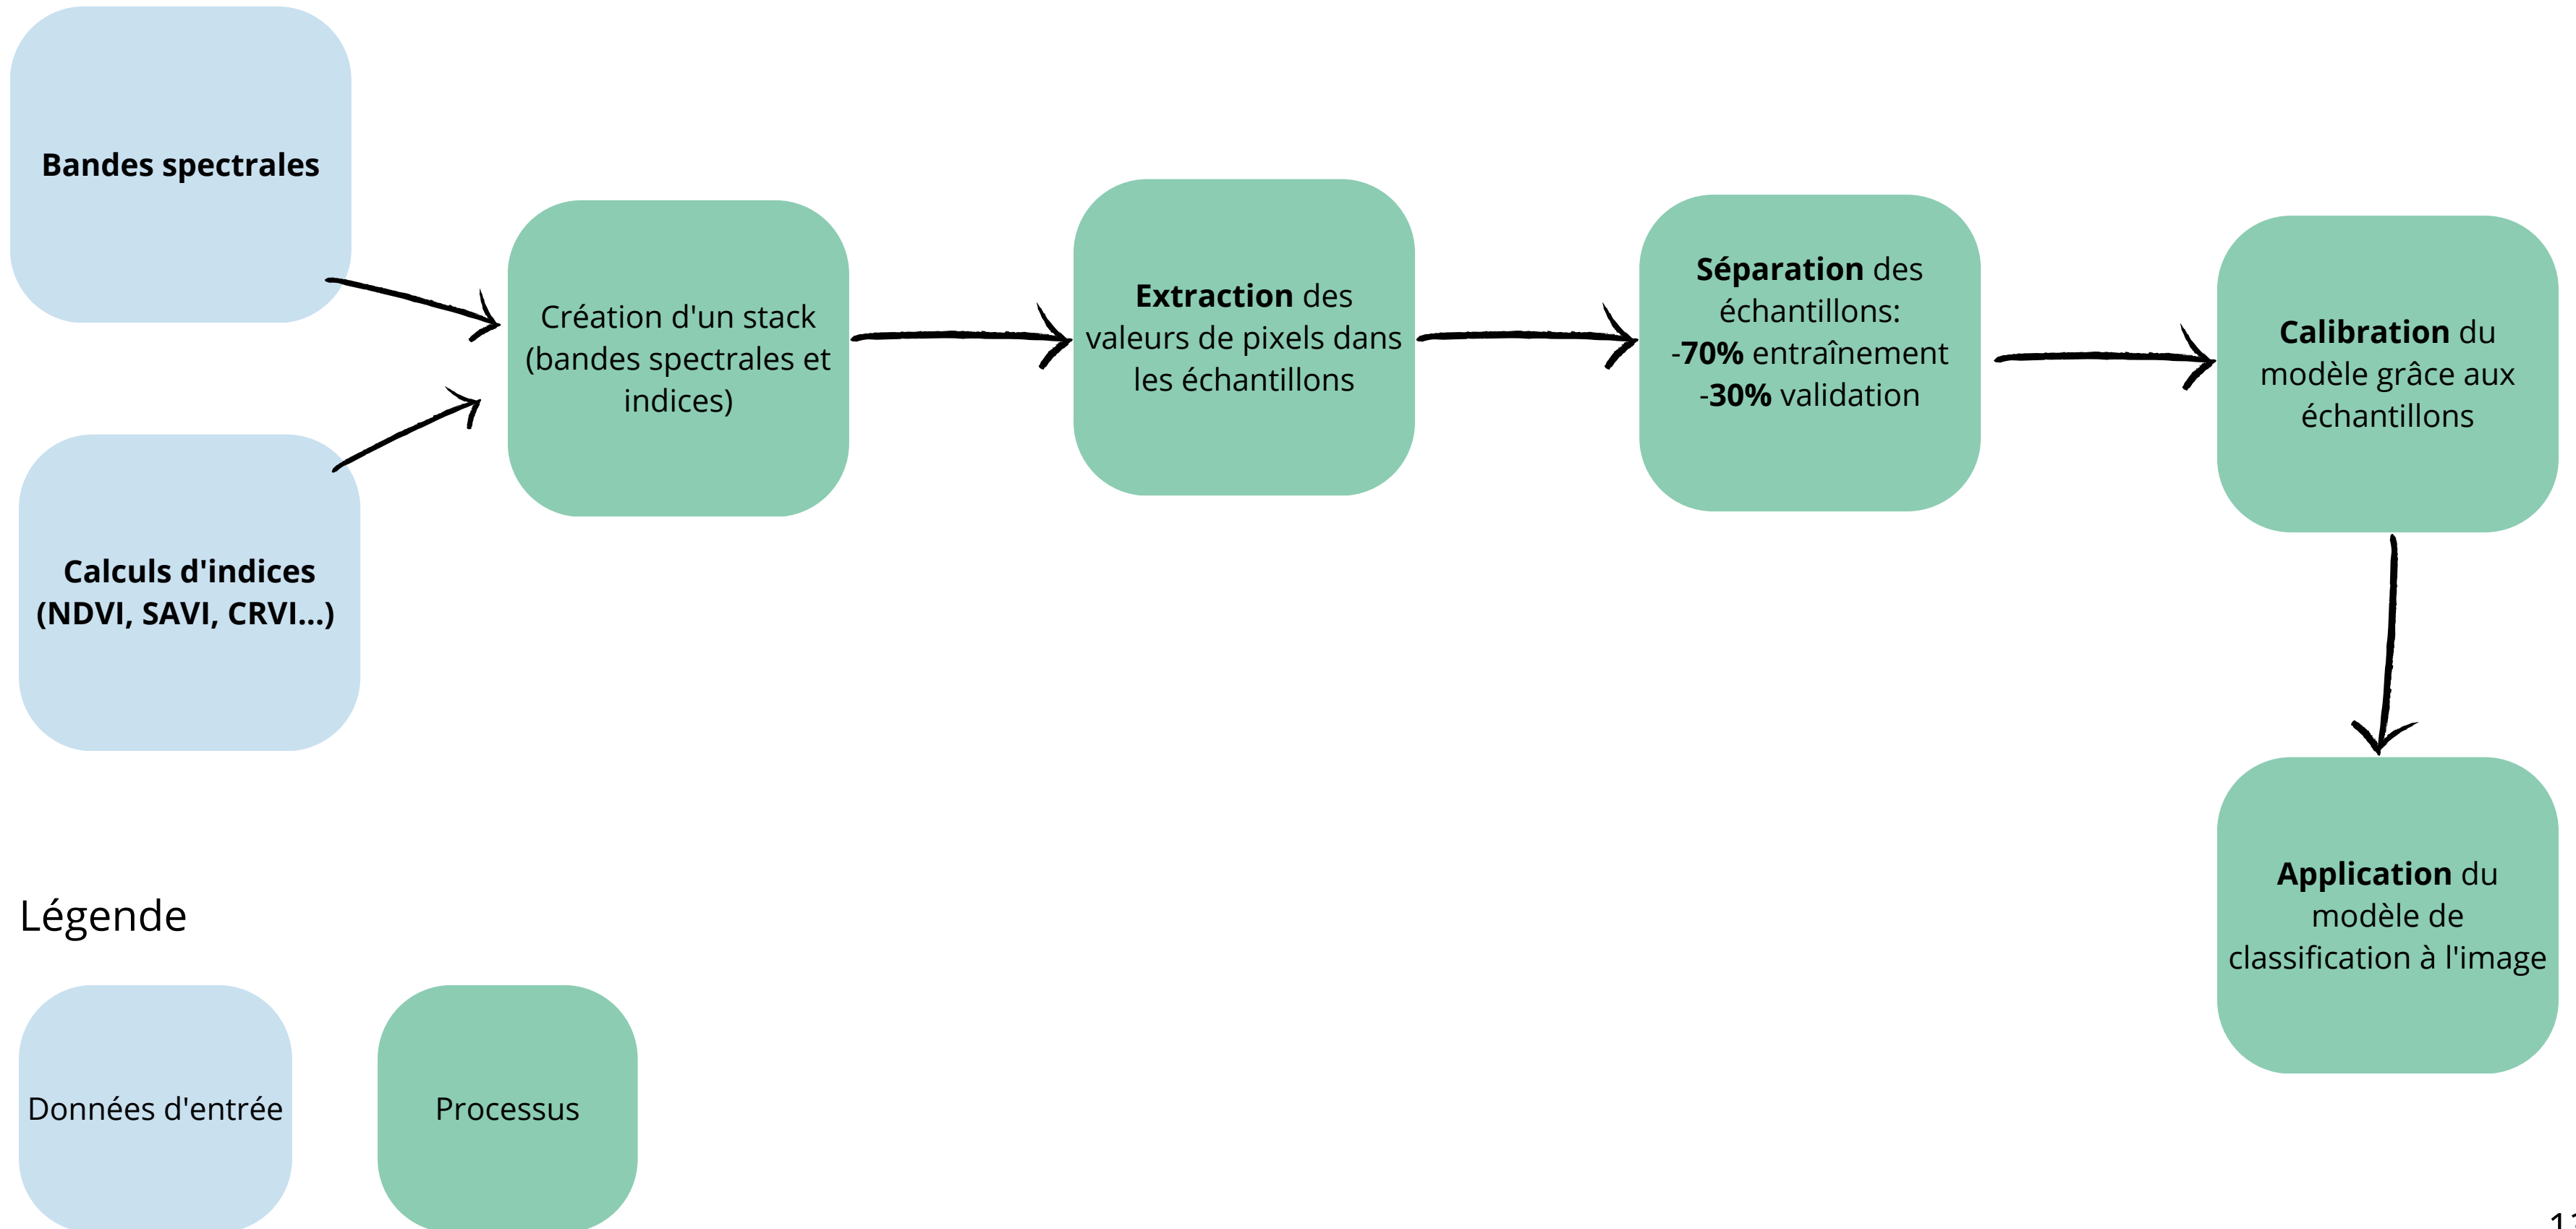 Bandes spectrales
Calculs d'indices
(NDVI, SAVI, CRVI...)
Création d'un stack
(bandes spectrales et
indices)
Extraction des
valeurs de pixels dans
les échantillons
Séparation des
échantillons:
-70% entraînement
-30% validation
Calibration du
modèle grâce aux
échantillons
Application du
modèle de
classification à l'image
Légende
Données d'entrée
Processus